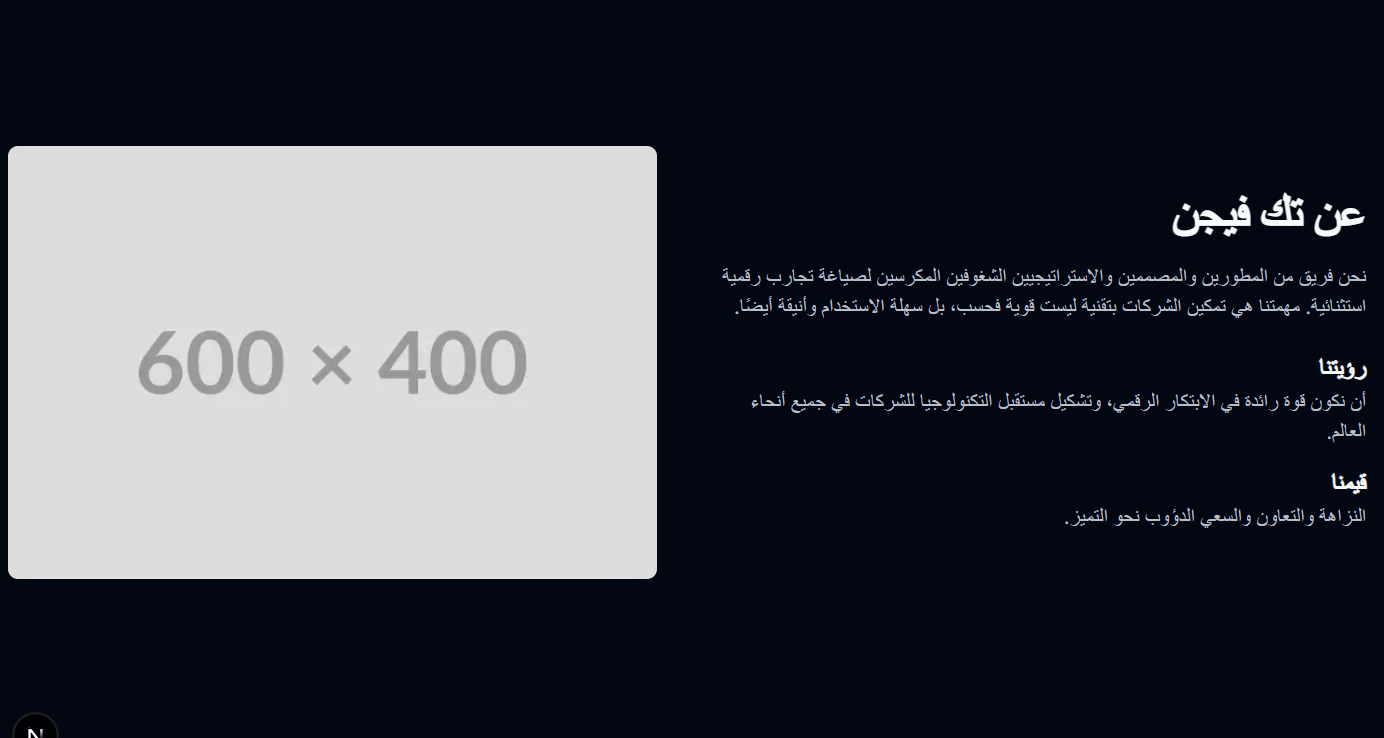 عن تك فيجن
نحن فريق من المطورين والمصممين والاستراتيجيين الشغوفين المكرسين لصياغة تجارب رقمية
استثنائية. مهمتنا هي تمكين الشركات بتقنية ليست قوية فحسب، بل سهلة الاستخدام وأنيقة أيضًا.
رؤيتنا
أن نكون قوة رائدة في الابتكار الرقمي، وتشكيل مستقبل التكنولوجيا للشركات في جميع أنحاء
العالم.
قيمنا
النزاهة والتعاون والسعي الدؤوب نحو التميز.
600 × 400
N